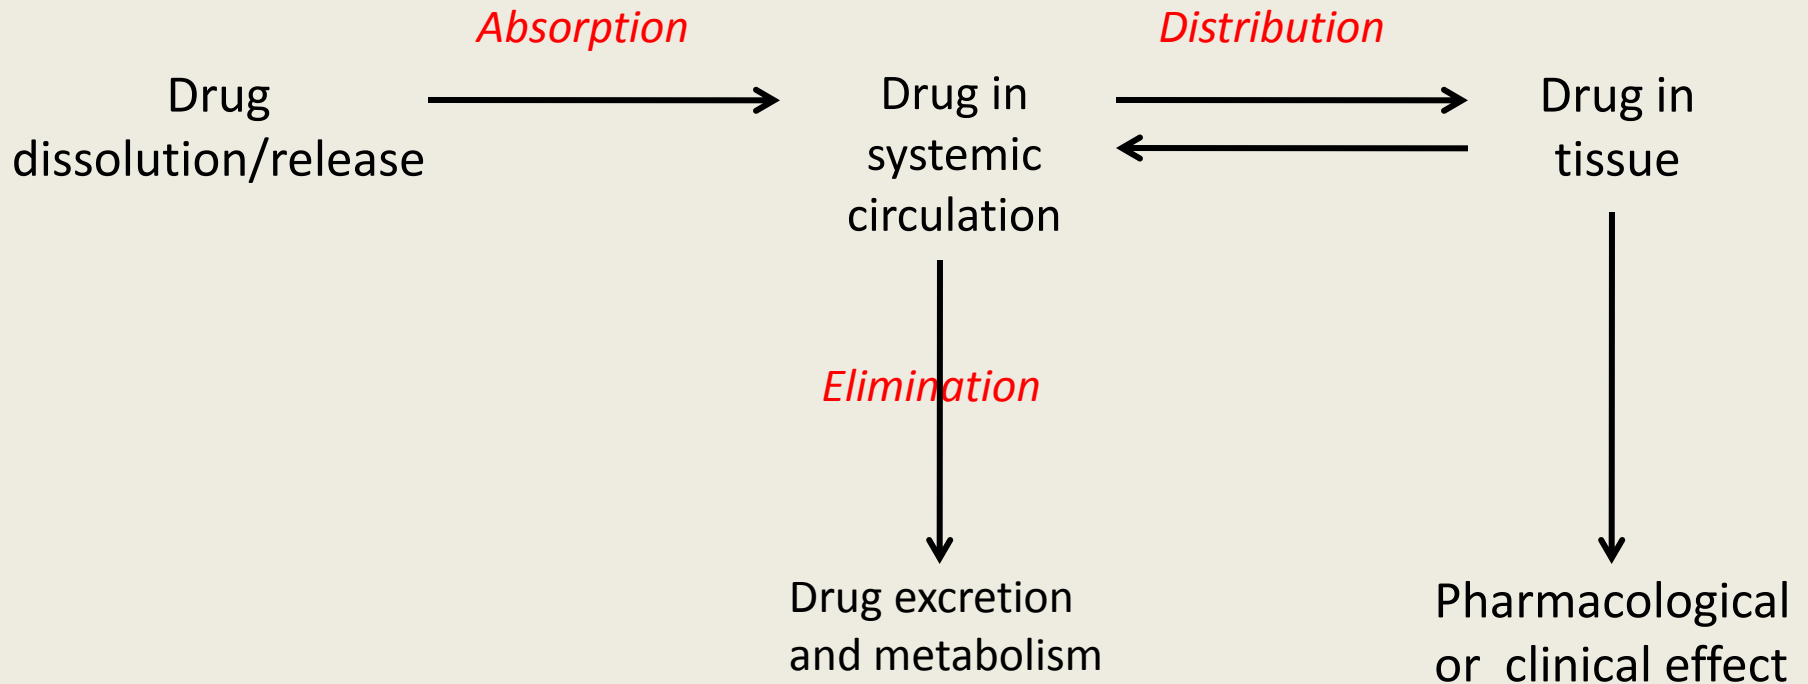 Absorption
Distribution
Drug
dissolution/release
Drug in
systemic
circulation
Drug in
tissue
Elimination
Drug excretion
and metabolism
Pharmacological
or  clinical effect